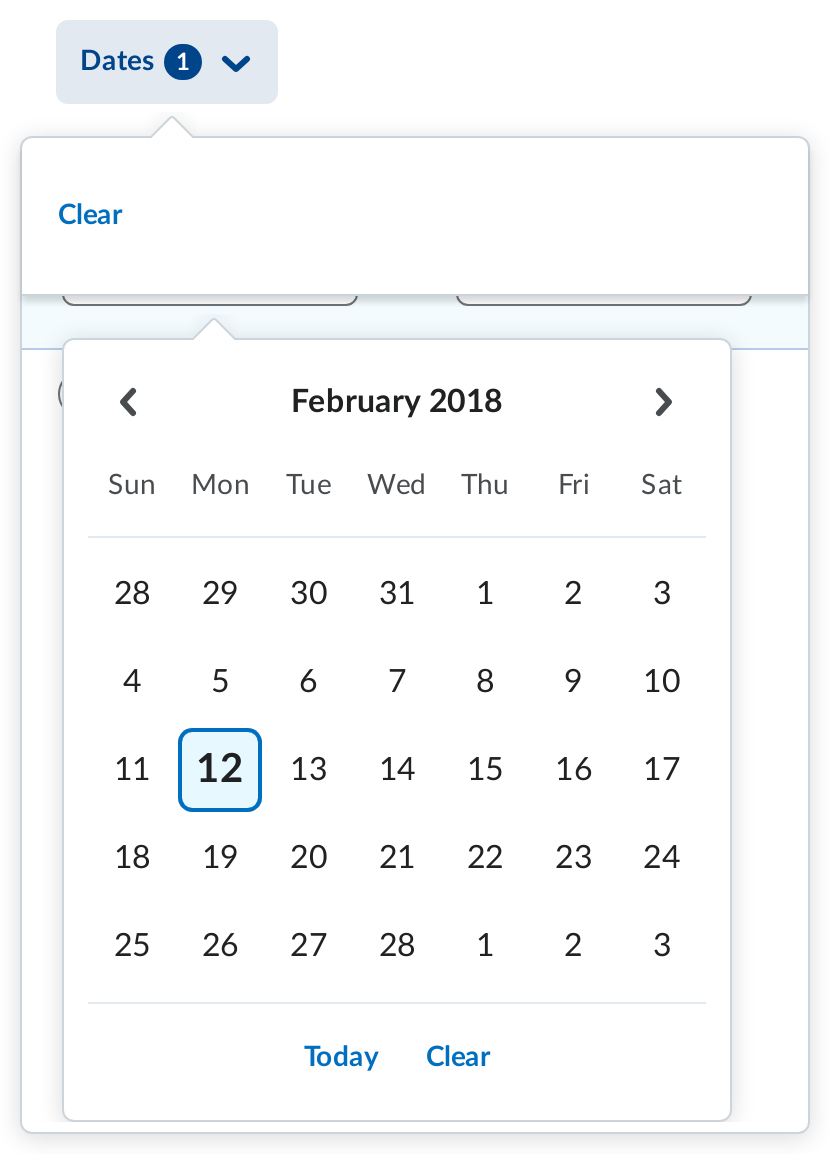 Dates 1
Clear
February 2018
Sun Mon Tue Wed Thu Fri Sat
28 29 30 31 1 2 3
4 5 6 7 8 9 10
11 12 13 14 15 16 17
18 19 20 21 22 23 24
25 26 27 28 1 2 3
Today Clear